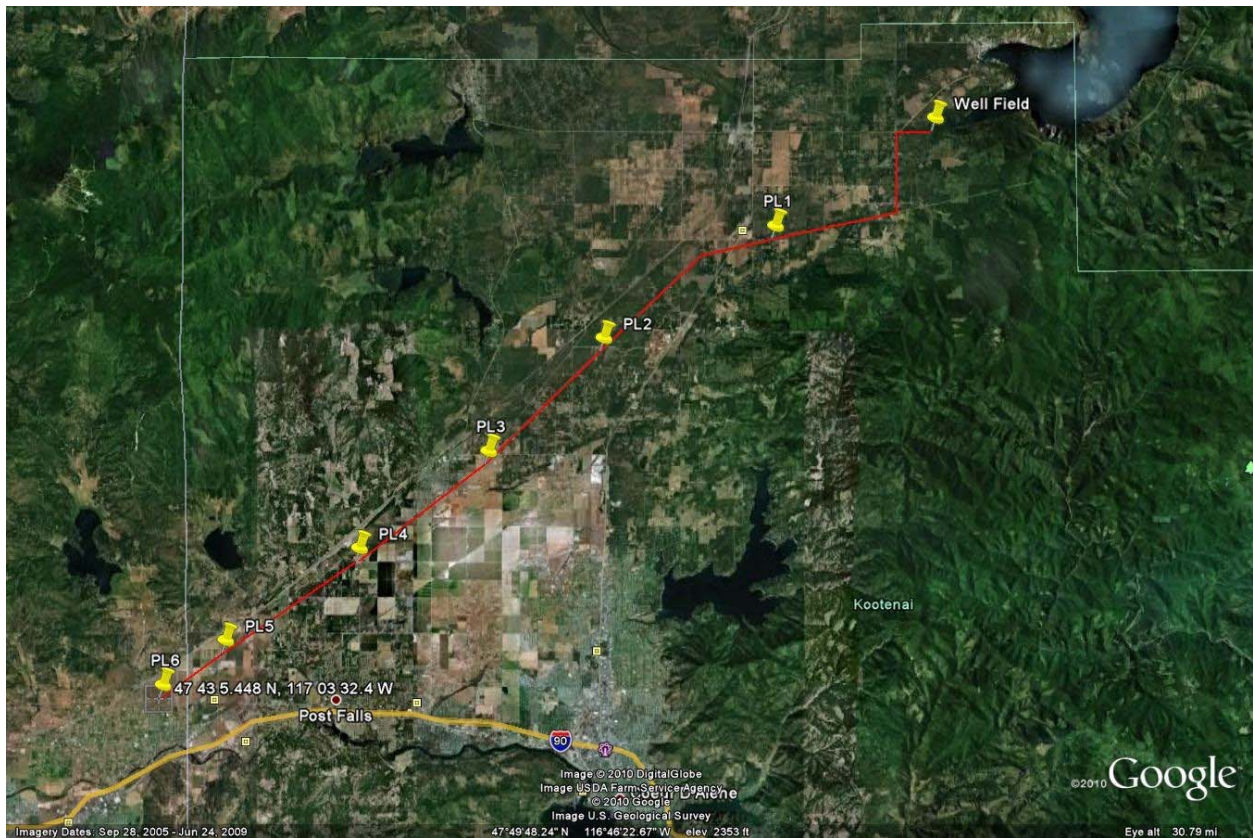 Well Field
PL1
PL2
PL3
PL4
PL5
PL6
47 43 5.448 N, 117 03 32.4 W
Post Falls
Kootenai
90
Image © 2010 DigitalGlobe
Image USDA Farm Service Agency
© 2010 Google
Image U.S. Geological Survey
Coeur D'Alene
©2010 Google
Imagery Dates: Sep 28, 2005 - Jun 24, 2009
47°49'48.24" N 116°46'22.67" W elev 2353 ft
Eye alt 30.79 mi